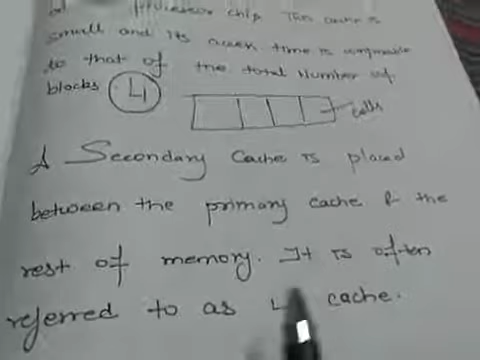 processor chip. This cache is
small and its access time is comparable
to that of the total number of
blocks 4
cells
A Secondary Cache is placed
between the primary cache & the
rest of memory. It is often
referred to as cache.